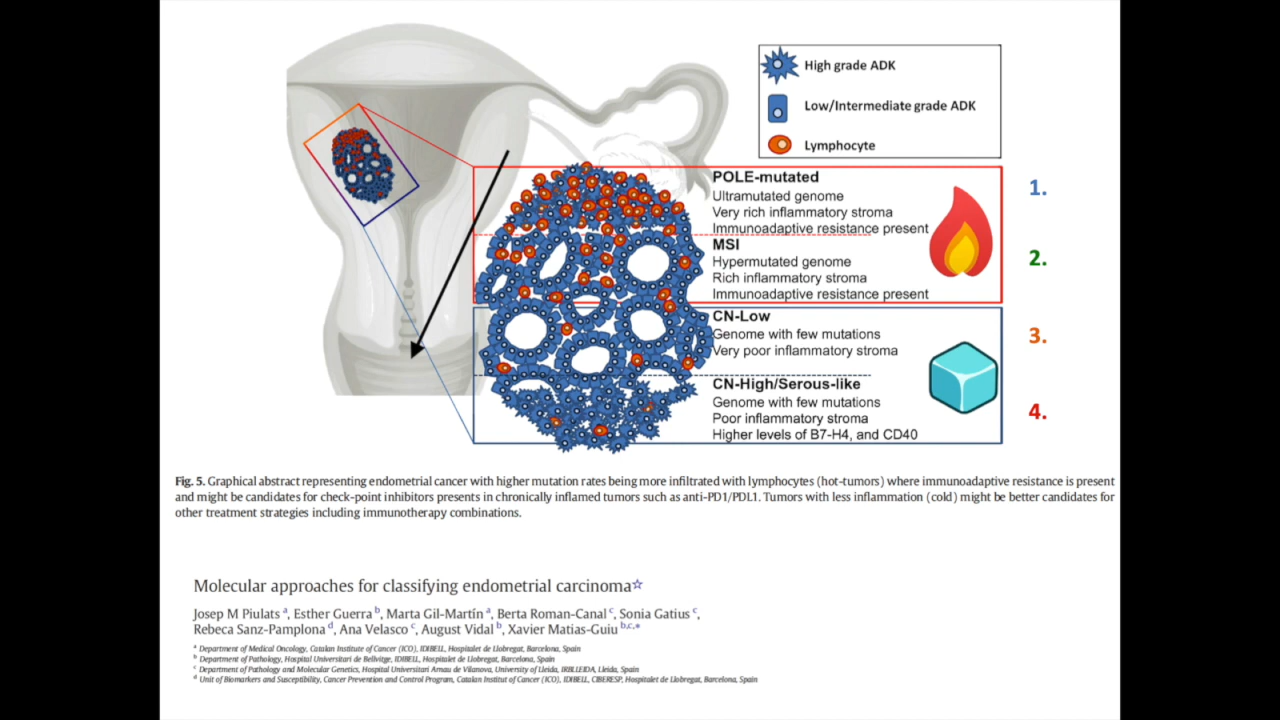 High grade ADK
Low/Intermediate grade ADK
Lymphocyte
POLE-mutated
Ultramutated genome
Very rich inflammatory stroma
Immunoadaptive resistance present
1.
MSI
Hypermutated genome
Rich inflammatory stroma
Immunoadaptive resistance present
2.
CN-Low
Genome with few mutations
Very poor inflammatory stroma
3.
CN-High/Serous-like
Genome with few mutations
Poor inflammatory stroma
Higher levels of B7-H4, and CD40
4.
Fig. 5. Graphical abstract representing endometrial cancer with higher mutation rates being more infiltrated with lymphocytes (hot-tumors) where immunoadaptive resistance is present
and might be candidates for check-point inhibitors presents in chronically inflamed tumors such as anti-PD1/PDL1. Tumors with less inflammation (cold) might be better candidates for
other treatment strategies including immunotherapy combinations.
Molecular approaches for classifying endometrial carcinoma☆
Josep M Piulats a, Esther Guerra b, Marta Gil-Martín a, Berta Roman-Canal c, Sonia Gatius c,
Rebeca Sanz-Pamplona d, Ana Velasco c, August Vidal b, Xavier Matias-Guiu b,c,*
a Department of Medical Oncology, Catalan Institute of Cancer (ICO), IDIBELL, Hospitalet de Llobregat, Barcelona, Spain
b Department of Pathology, Hospital Universitari de Bellvitge, IDIBELL, Hospitalet de Llobregat, Barcelona, Spain
c Department of Pathology and Molecular Genetics, Hospital Universitari Arnau de Vilanova, University of Lleida, IRBLLEIDA, Lleida, Spain
d Unit of Biomarkers and Susceptibility, Cancer Prevention and Control Program, Catalan Institut of Cancer (ICO), IDIBELL, CIBERESP, Hospitalet de Llobregat, Barcelona, Spain